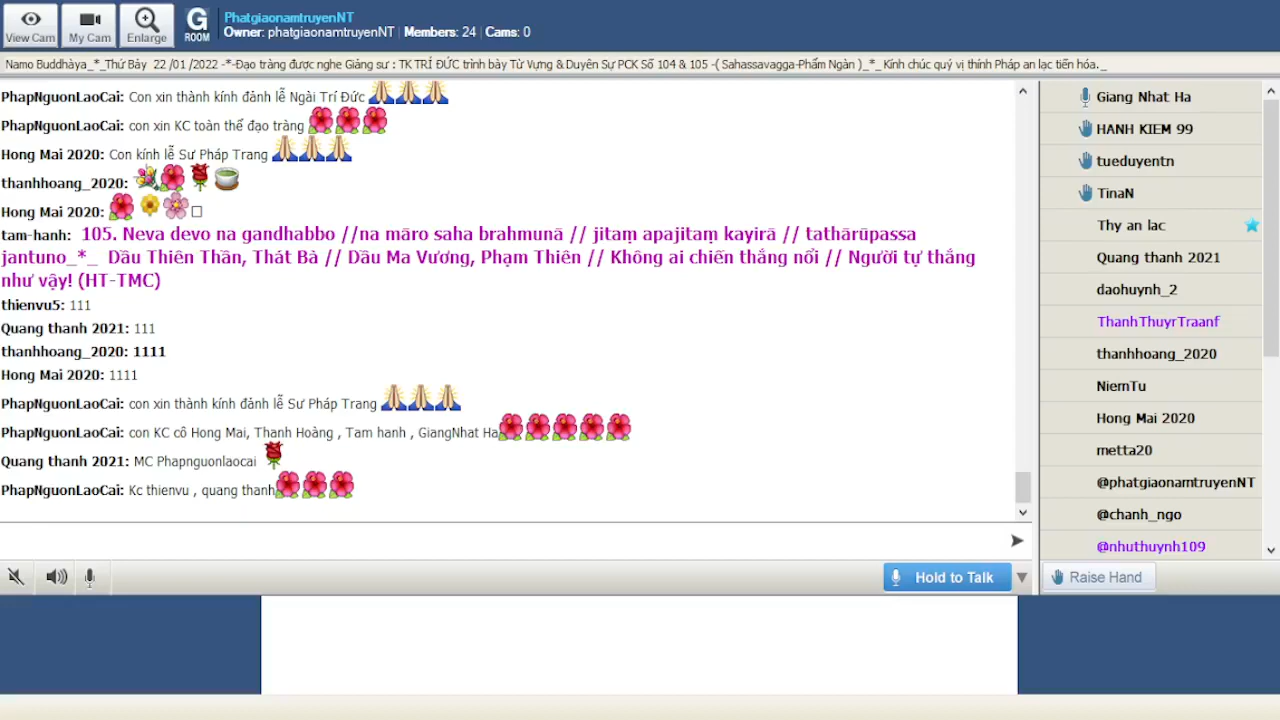 View Cam
My Cam
Enlarge
G
ROOM
PhatgiaonamtruyenNT
Owner: phatgiaonamtruyenNT | Members: 24 | Cams: 0
Namo Buddhàya_*_Thứ Bảy 22 /01 /2022 -*-Đạo tràng được nghe Giảng sư : TK TRÍ ĐỨC trình bày Từ Vựng & Duyên Sự PCK Số 104 & 105 -( Sahassavagga-Phẩm Ngàn )_*_ Kính chúc quý vị thính Pháp an lạc tiến hóa._
PhapNguonLaoCai: Con xin thành kính đảnh lễ Ngài Trí Đức
PhapNguonLaoCai: con xin KC toàn thể đạo tràng
Hong Mai 2020: Con kính lễ Sư Pháp Trang
thanhhoang_2020:
Hong Mai 2020:
tam-hanh: 105. Neva devo na gandhabbo //na māro saha brahmunā // jitaṃ apajitaṃ kayirā // tathārūpassa
jantuno_*_ Dầu Thiên Thần, Thát Bà // Dầu Ma Vương, Phạm Thiên // Không ai chiến thắng nổi // Người tự thắng
như vậy! (HT-TMC)
thienvu5: 111
Quang thanh 2021: 111
thanhhoang_2020: 1111
Hong Mai 2020: 1111
PhapNguonLaoCai: con xin thành kính đảnh lễ Sư Pháp Trang
PhapNguonLaoCai: con KC cô Hong Mai, Thanh Hoàng , Tam hanh , GiangNhat Ha
Quang thanh 2021: MC Phapnguonlaocai
PhapNguonLaoCai: Kc thienvu , quang thanh
Hold to Talk
Giang Nhat Ha
HANH KIEM 99
tueduyentn
TinaN
Thy an lac
Quang thanh 2021
daohuynh_2
ThanhThuyrTraanf
thanhhoang_2020
NiemTu
Hong Mai 2020
metta20
@phatgiaonamtruyenNT
@chanh_ngo
@nhuthuynh109
Raise Hand